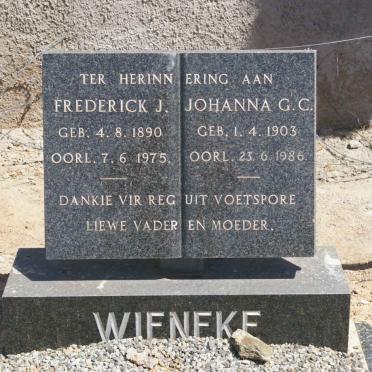 TER HERINNERING AAN
FREDERICK J. JOHANNA G.C.
GEB. 4.8.1890 GEB. 1.4.1903
OORL. 7.6.1975. OORL. 23.6.1986.
DANKIE VIR REGUIT VOETSPORE
LIEWE VADER EN MOEDER.
WIENEKE